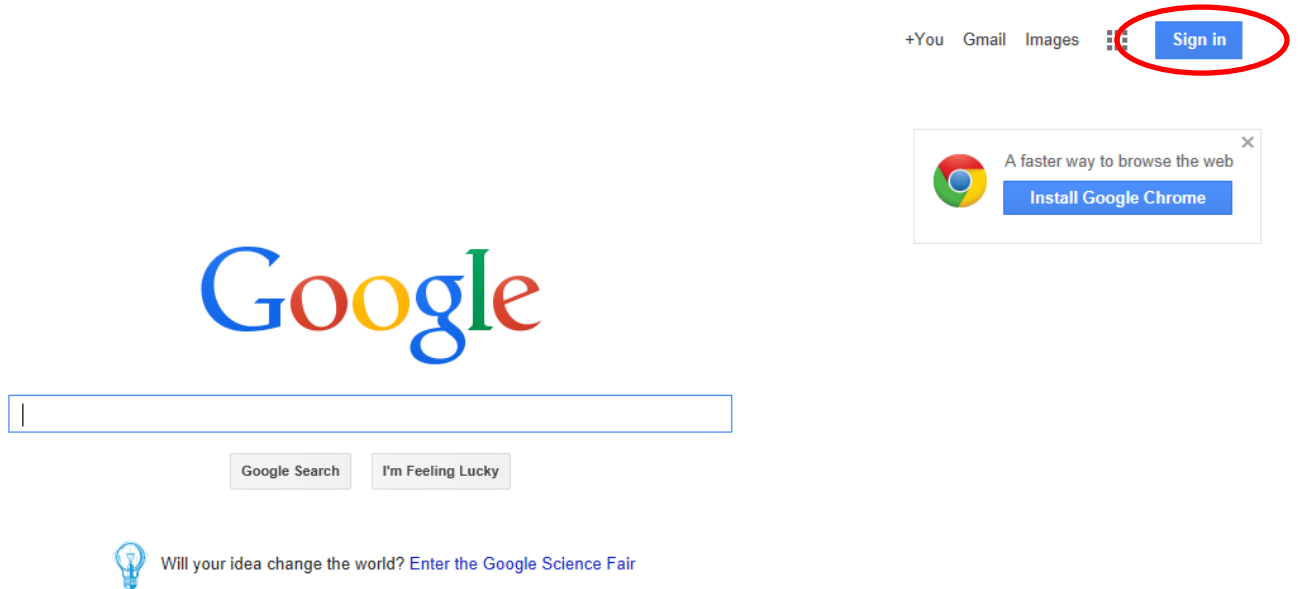 +You Gmail Images Sign in
A faster way to browse the web
Install Google Chrome
Google
Google Search I'm Feeling Lucky
Will your idea change the world? Enter the Google Science Fair